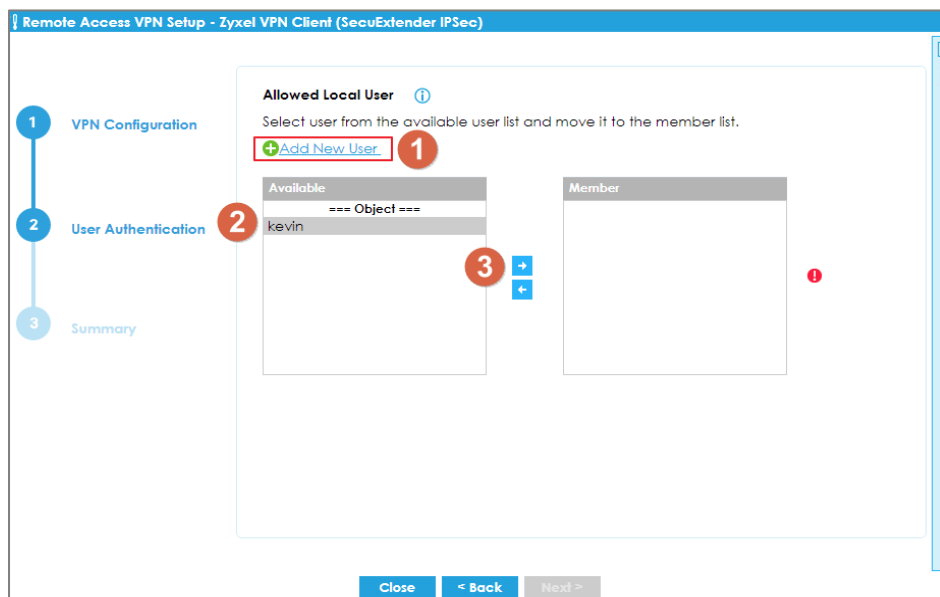 Remote Access VPN Setup - Zyxel VPN Client (SecuExtender IPSec)
1 VPN Configuration
2 User Authentication
3 Summary
Allowed Local User
Select user from the available user list and move it to the member list.
Add New User 1
Available Member
=== Object ===
2 kevin
3
Close < Back Next >